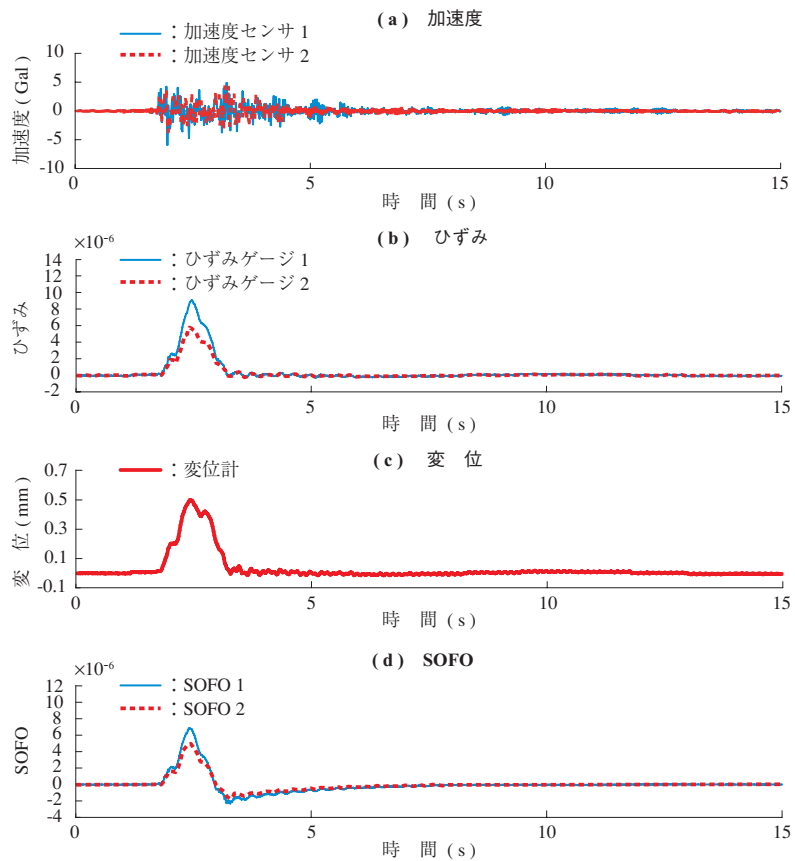 ( a ) 加速度
：加速度センサ 1
：加速度センサ 2
加速度 ( Gal )
10
5
0
-5
-10
0 5 10 15
時 間 ( s )
( b ) ひずみ
×10⁻⁶
：ひずみゲージ 1
：ひずみゲージ 2
ひずみ
14
12
10
8
6
4
2
0
-2
0 5 10 15
時 間 ( s )
( c ) 変 位
：変位計
変 位 ( mm )
0.7
0.5
0.3
0.1
-0.1
0 5 10 15
時 間 ( s )
( d ) SOFO
×10⁻⁶
：SOFO 1
：SOFO 2
SOFO
12
10
8
6
4
2
0
-2
-4
0 5 10 15
時 間 ( s )